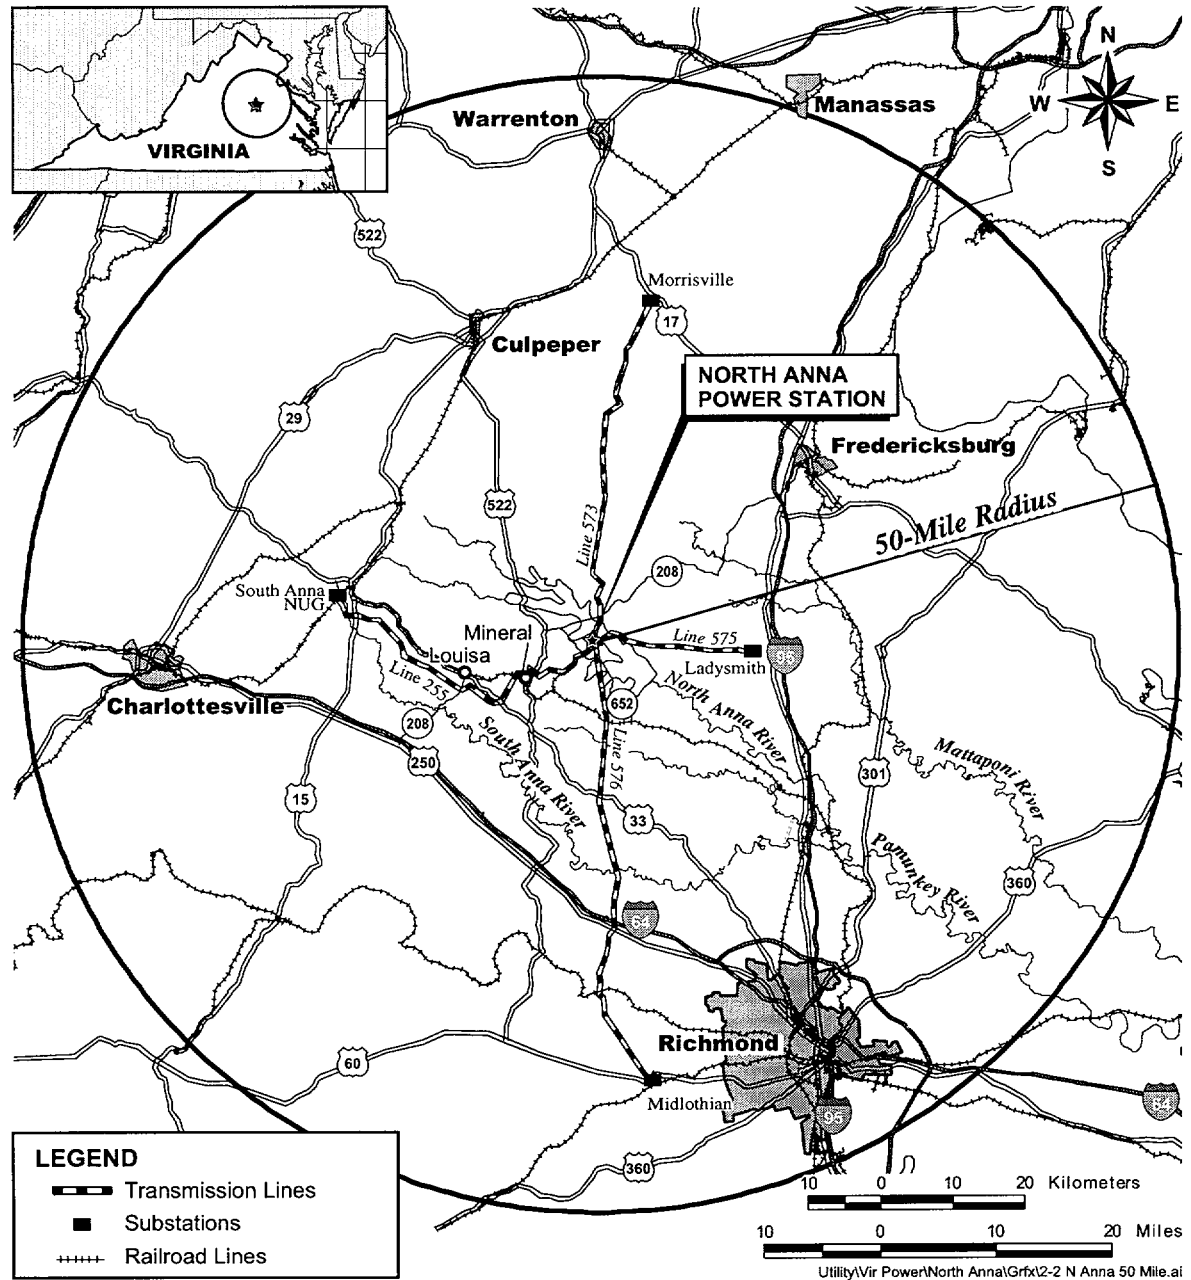 VIRGINIA
N
W
E
S
Warrenton
Manassas
522
Morrisville
17
Culpeper
NORTH ANNA
POWER STATION
29
Fredericksburg
522
Line 573
50-Mile Radius
208
South Anna
NUG
Mineral
Line 575
Louisa
Ladysmith
95
Line 255
652
North Anna River
Charlottesville
208
South Anna River
Line 576
250
Mattaponi River
301
15
33
Pamunkey River
360
64
Richmond
60
Midlothian
95
64
360
LEGEND
Transmission Lines
Substations
Railroad Lines
10 0 10 20 Kilometers
10 0 10 20 Miles
Utility\Vir Power\North Anna\Grfx\2-2 N Anna 50 Mile.ai